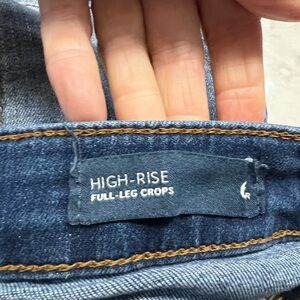 HIGH-RISE
FULL-LEG CROPS
6
R